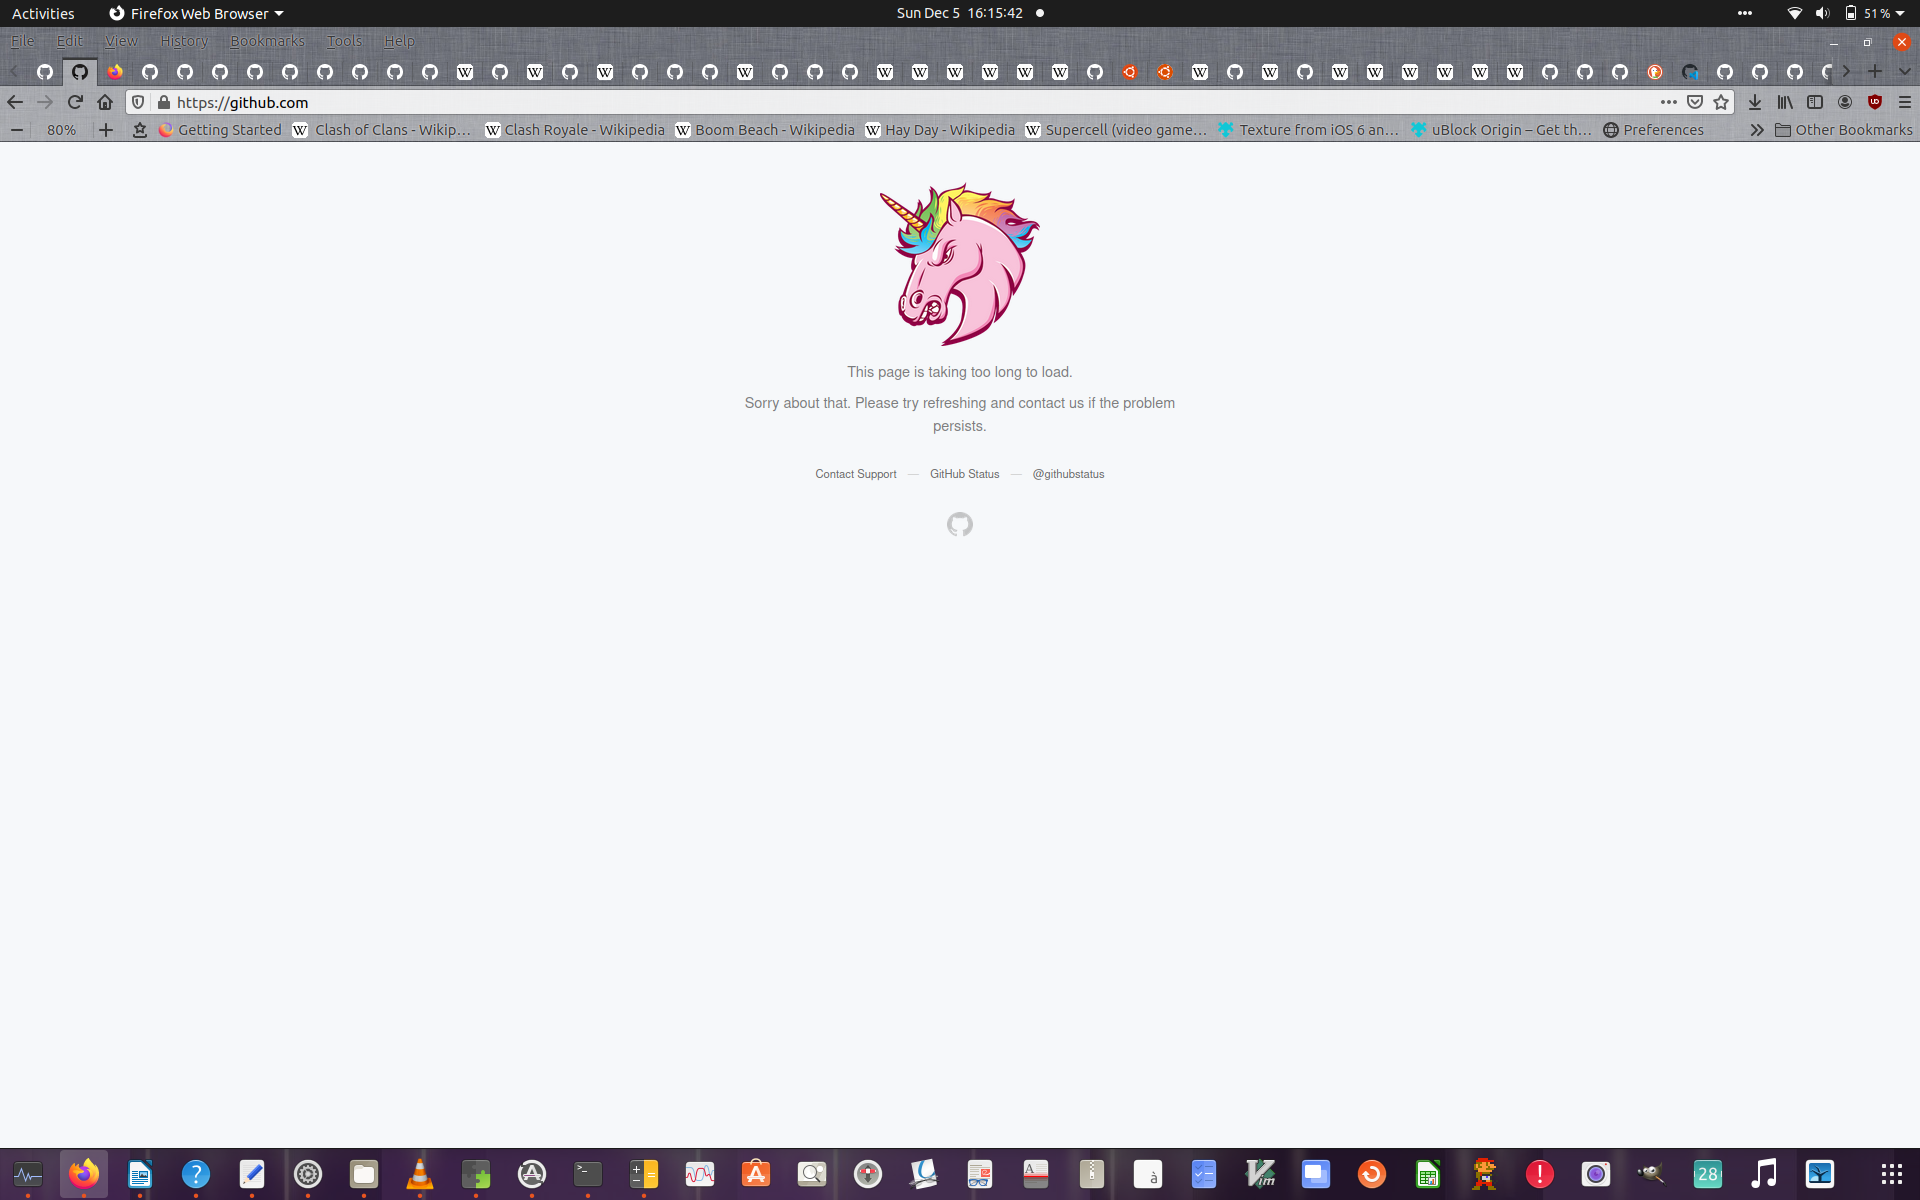 Activities Firefox Web Browser Sun Dec 5 16:15:42 51 %
File Edit View History Bookmarks Tools Help
https://github.com
80% Getting Started Clash of Clans - Wikip... Clash Royale - Wikipedia Boom Beach - Wikipedia Hay Day - Wikipedia Supercell (video game... Texture from iOS 6 an... uBlock Origin – Get th... Preferences Other Bookmarks
This page is taking too long to load.
Sorry about that. Please try refreshing and contact us if the problem
persists.
Contact Support — GitHub Status — @githubstatus
28